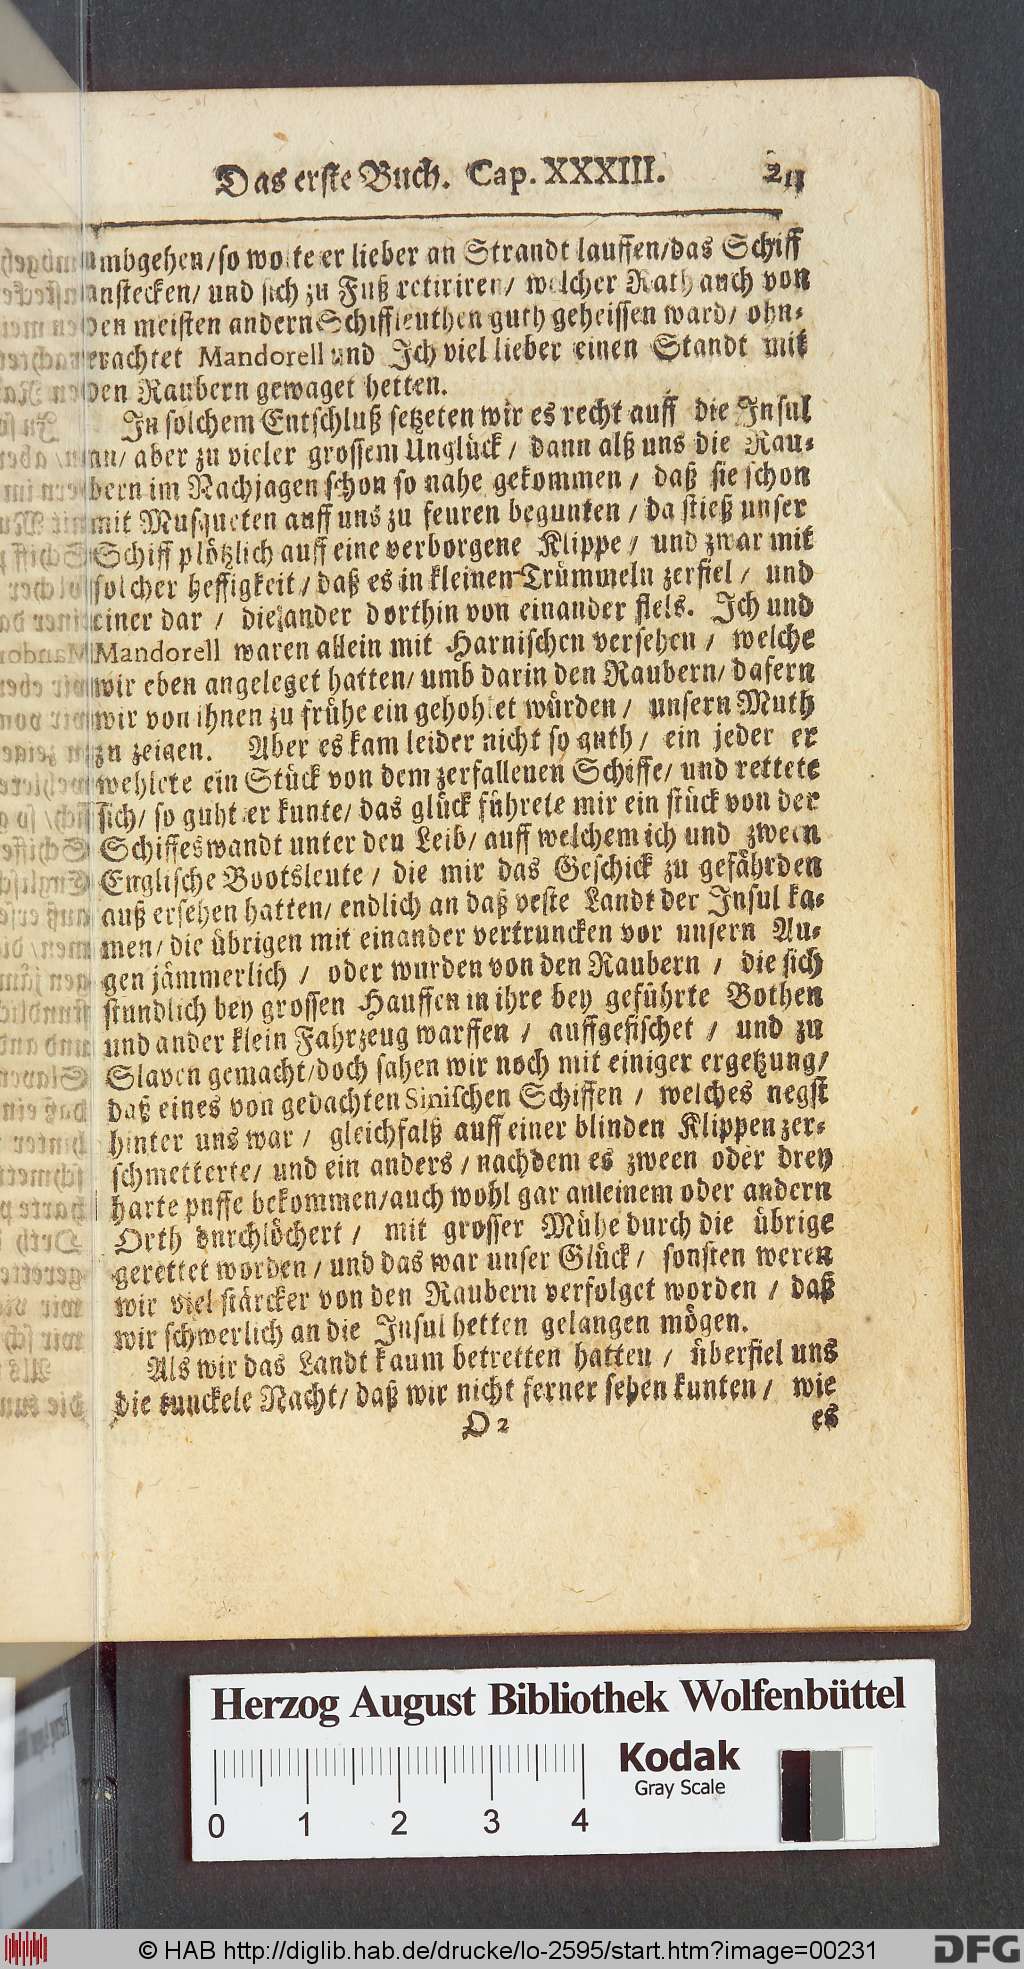 Das erste Buch. Cap. XXXIII. 211
umbgehen/so wolte er lieber an Strandt lauffen/das Schiff
anstecken/ und sich zu Fuß retiriren/ welcher Rath auch von
den meisten andern Schiffleuthen guth geheissen ward/ ohn-
erachtet Mandorell und Ich viel lieber einen Standt mit
den Raubern gewaget hetten.
In solchem Entschluß setzeten wir es recht auff die Insul
an/ aber zu vieler grossem Unglück/ dann alß uns die Rau-
bern im Nachjagen schon so nahe gekommen/ daß sie schon
mit Musqueten auff uns zu feuren begunten/ da stieß unser
Schiff plötzlich auff eine verborgene Klippe/ und zwar mit
solcher heffigkeit/ daß es in kleinen Trümmeln zerfiel/ und
einer dar/ die ander dorthin von einander fiels. Ich und
Mandorell waren allein mit Harnischen versehen/ welche
wir eben angeleget hatten/ umb darin den Raubern/ dafern
wir von ihnen zu frühe ein gehohlet würden/ unsern Muth
zu zeigen. Aber es kam leider nicht so guth/ ein jeder er
wehlete ein Stück von dem zerfallenen Schiffe/ und rettete
sich/ so guht er kunte/ das glück führete mir ein stück von der
Schiffeswandt unter den Leib/ auff welchem ich und zween
Englische Bootsleute/ die mir das Geschick zu gefährden
auß ersehen hatten/ endlich an daß veste Landt der Insul ka-
men/ die übrigen mit einander vertruncken vor unsern Au-
gen jämmerlich/ oder wurden von den Raubern/ die sich
stundlich bey grossen Hauffen in ihre bey geführte Bothen
und ander klein Fahrzeug warffen/ auffgefischet/ und zu
Slaven gemacht/doch sahen wir noch mit einiger ergetzung/
daß eines von gedachten Sinischen Schiffen/ welches negst
hinter uns war/ gleichfalß auff einer blinden Klippen zer-
schmetterte/ und ein anders/ nachdem es zween oder drey
harte puffe bekommen/auch wohl gar an einem oder andern
Orth durchlöchert/ mit grosser Mühe durch die übrige
gerettet worden/ und das war unser Glück/ sonsten weren
wir viel stärcker von den Raubern verfolget worden/ daß
wir schwerlich an die Insul hetten gelangen mögen.
Als wir das Landt kaum betretten hatten/ überfiel uns
die tunckele Nacht/ daß wir nicht ferner sehen kunten/ wie
O 2 es
Herzog August Bibliothek Wolfenbüttel
Kodak
Gray Scale
0 1 2 3 4
© HAB http://diglib.hab.de/drucke/lo-2595/start.htm?image=00231
DFG